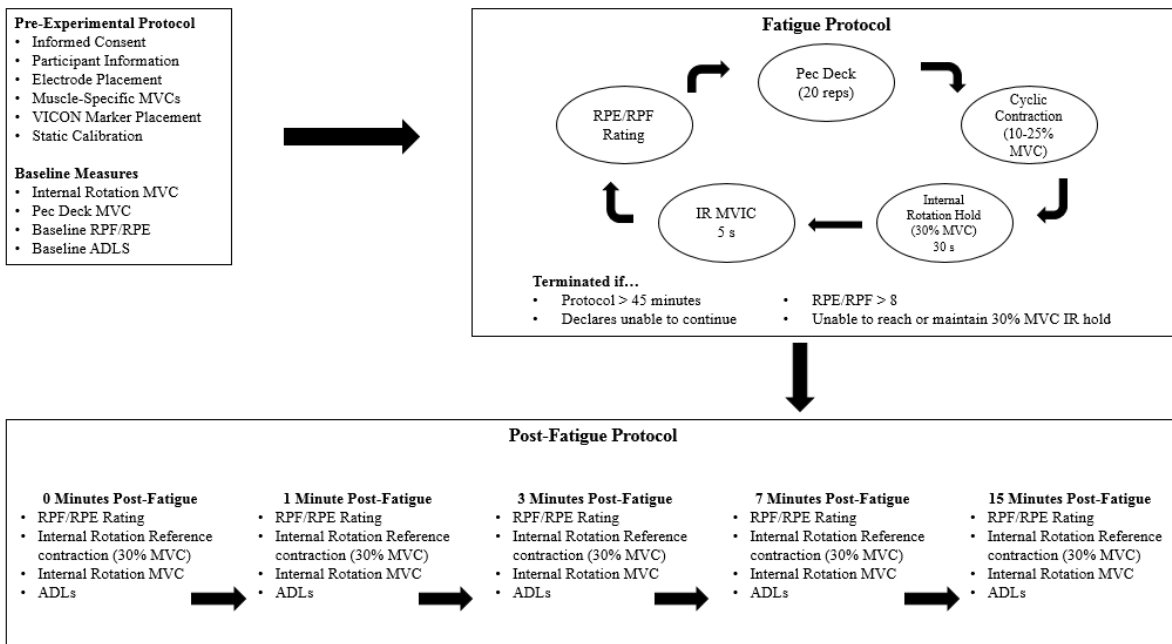 Pre-Experimental Protocol
• Informed Consent
• Participant Information
• Electrode Placement
• Muscle-Specific MVCs
• VICON Marker Placement
• Static Calibration
Baseline Measures
• Internal Rotation MVC
• Pec Deck MVC
• Baseline RPF/RPE
• Baseline ADLS
Fatigue Protocol
Pec Deck
(20 reps)
Cyclic
Contraction
(10-25%
MVC)
Internal
Rotation Hold
(30% MVC)
30 s
IR MVIC
5 s
RPE/RPF
Rating
Terminated if…
• Protocol > 45 minutes
• Declares unable to continue
• RPE/RPF > 8
• Unable to reach or maintain 30% MVC IR hold
Post-Fatigue Protocol
0 Minutes Post-Fatigue
• RPF/RPE Rating
• Internal Rotation Reference
contraction (30% MVC)
• Internal Rotation MVC
• ADLs
1 Minute Post-Fatigue
• RPF/RPE Rating
• Internal Rotation Reference
contraction (30% MVC)
• Internal Rotation MVC
• ADLs
3 Minutes Post-Fatigue
• RPF/RPE Rating
• Internal Rotation Reference
contraction (30% MVC)
• Internal Rotation MVC
• ADLs
7 Minutes Post-Fatigue
• RPF/RPE Rating
• Internal Rotation Reference
contraction (30% MVC)
• Internal Rotation MVC
• ADLs
15 Minutes Post-Fatigue
• RPF/RPE Rating
• Internal Rotation Reference
contraction (30% MVC)
• Internal Rotation MVC
• ADLs